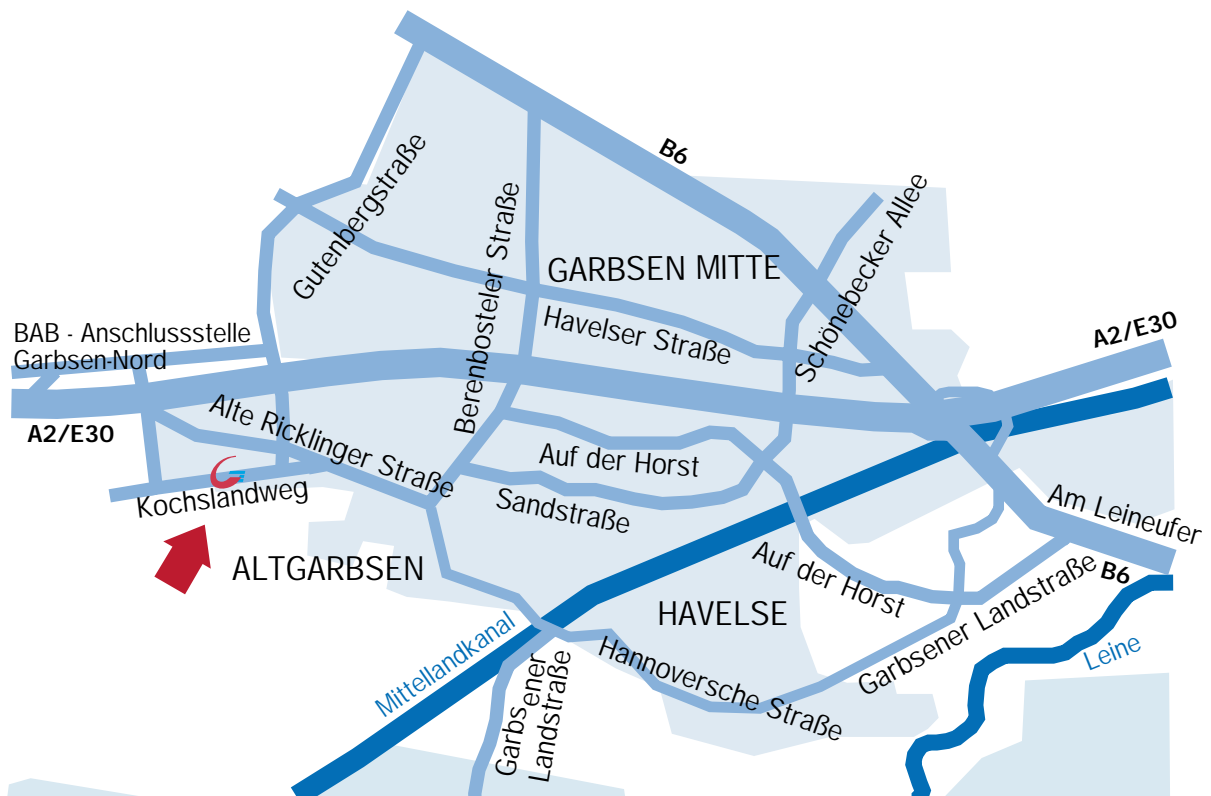 B6
Gutenbergstraße
Berenbosteler Straße
Schönebecker Allee
GARBSEN MITTE
Havelser Straße
BAB - Anschlussstelle
Garbsen-Nord
A2/E30
A2/E30
Alte Ricklinger Straße
Auf der Horst
Kochslandweg
Sandstraße
Am Leineufer
ALTGARBSEN
Auf der Horst
B6
HAVELSE
Garbsener Landstraße
Mittellandkanal
Hannoversche Straße
Leine
Garbsener
Landstraße